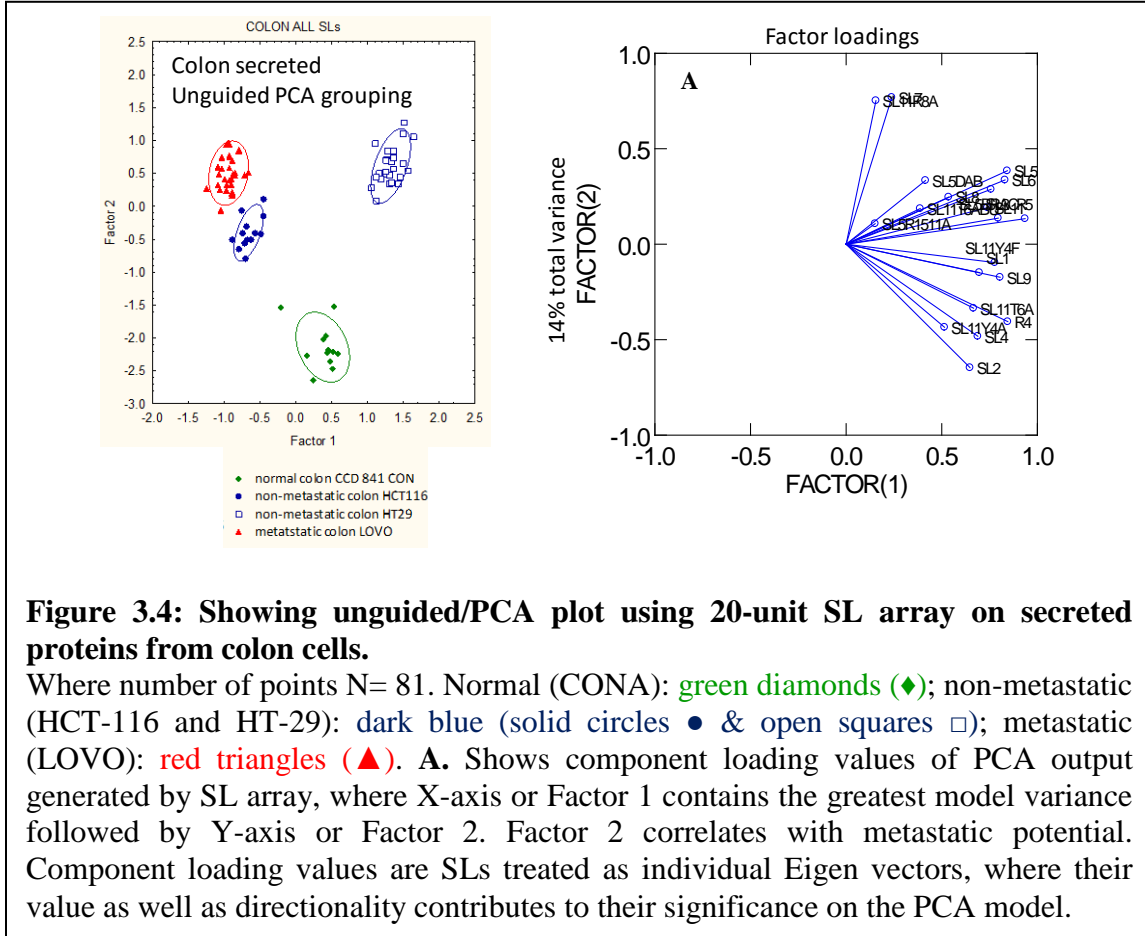 COLON ALL SLs
Colon secreted
Unguided PCA grouping
Factor 2
2.5
2.0
1.5
1.0
0.5
0.0
-0.5
-1.0
-1.5
-2.0
-2.5
-3.0
-2.0 -1.5 -1.0 -0.5 0.0 0.5 1.0 1.5 2.0 2.5
Factor 1
normal colon CCD 841 CON
non-metastatic colon HCT116
non-metastatic colon HT29
metatstatic colon LOVO
Factor loadings
A
14% total variance
FACTOR(2)
1.0
0.5
0.0
-0.5
-1.0
SL7
SL5
SL6
SL5DAB
SL8
SL5R1511A
SL11Y4F
SL1
SL9
SL11T6A
R4
SL11Y4A
SL4
SL2
-1.0 -0.5 0.0 0.5 1.0
FACTOR(1)
Figure 3.4: Showing unguided/PCA plot using 20-unit SL array on secreted
proteins from colon cells.
Where number of points N= 81. Normal (CONA): green diamonds (♦); non-metastatic
(HCT-116 and HT-29): dark blue (solid circles ● & open squares □); metastatic
(LOVO): red triangles (▲). A. Shows component loading values of PCA output
generated by SL array, where X-axis or Factor 1 contains the greatest model variance
followed by Y-axis or Factor 2. Factor 2 correlates with metastatic potential.
Component loading values are SLs treated as individual Eigen vectors, where their
value as well as directionality contributes to their significance on the PCA model.